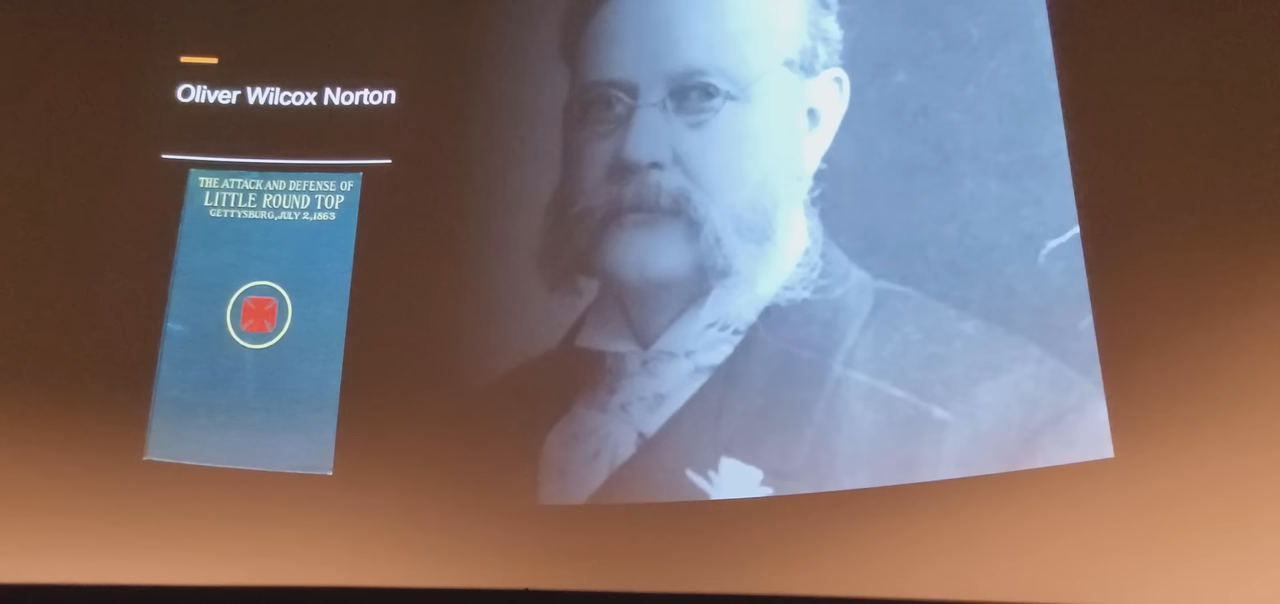 Oliver Wilcox Norton
THE ATTACK AND DEFENSE OF
LITTLE ROUND TOP
GETTYSBURG, JULY 2, 1863